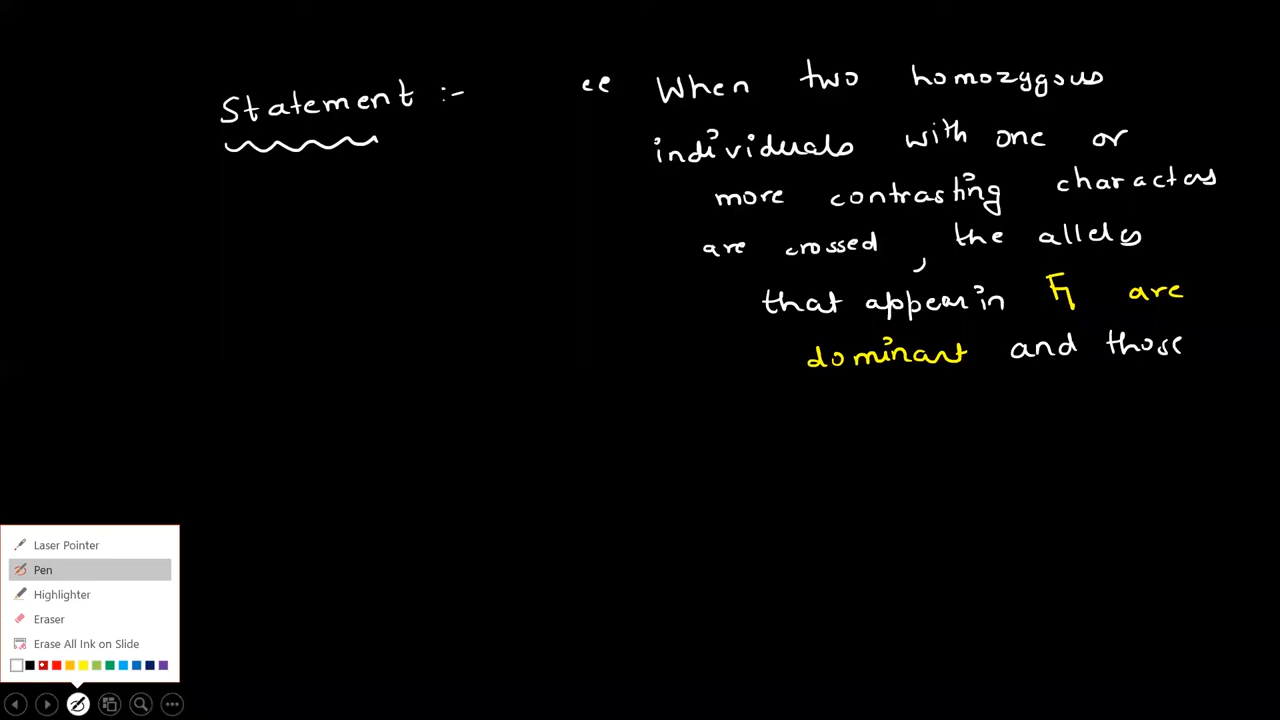 Statement :-
“ When two homozygous
individuals with one or
more contrasting characters
are crossed , the alleles
that appear in F1 are
dominant and those
Laser Pointer
Pen
Highlighter
Eraser
Erase All Ink on Slide